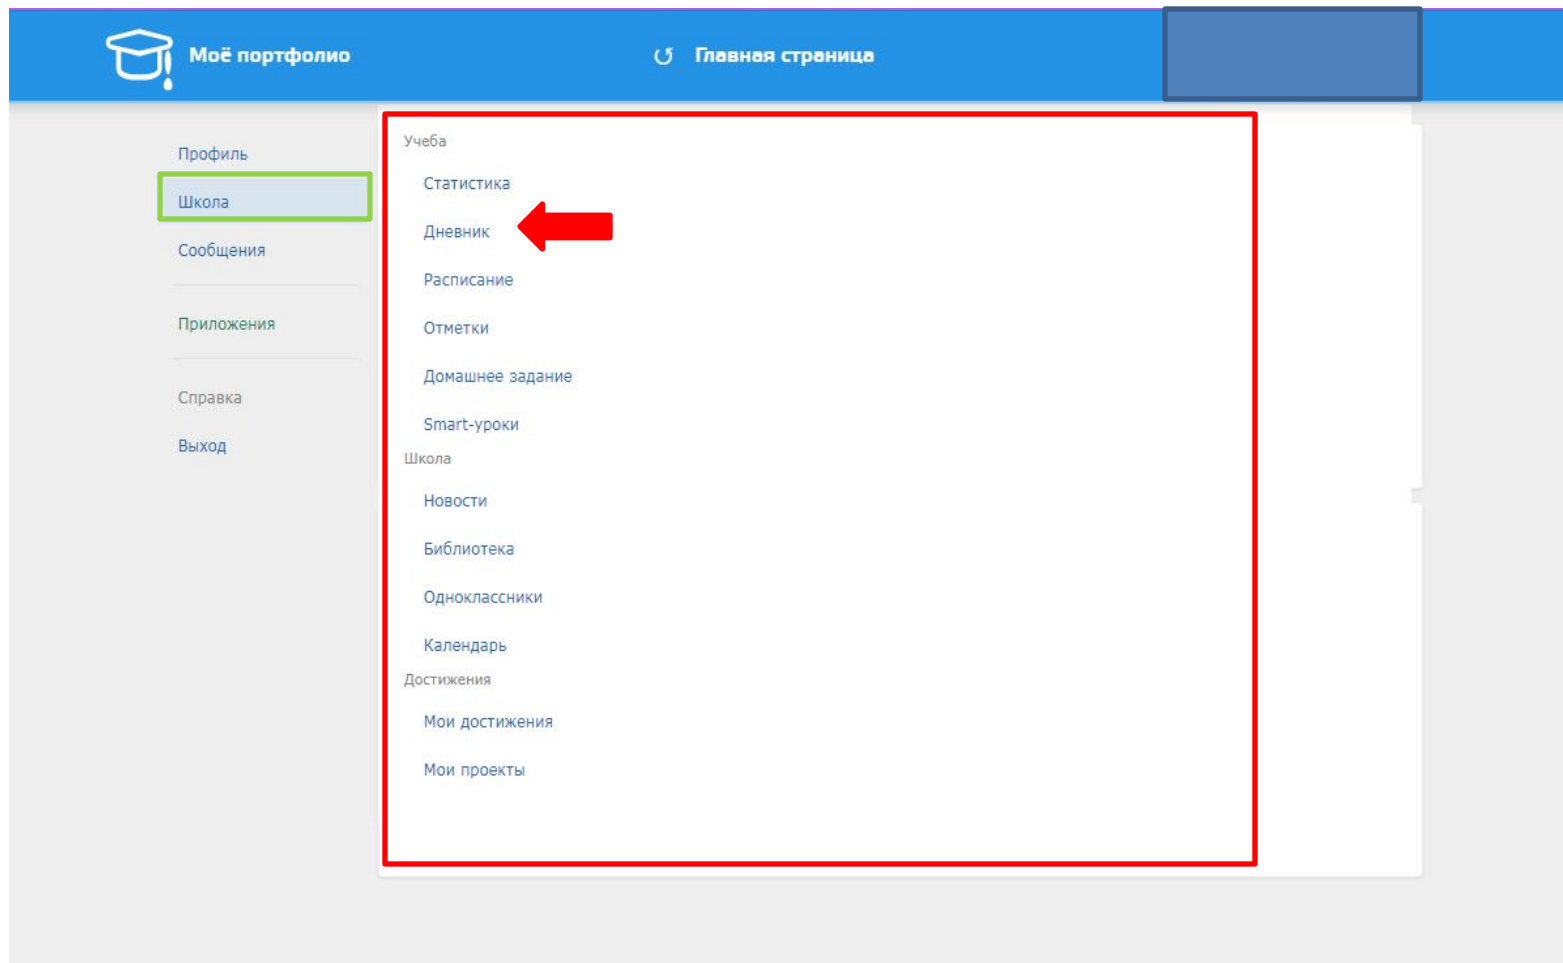 Моё портфолио
Главная страница
Профиль
Школа
Сообщения
Приложения
Справка
Выход
Учеба
Статистика
Дневник
Расписание
Отметки
Домашнее задание
Smart-уроки
Школа
Новости
Библиотека
Одноклассники
Календарь
Достижения
Мои достижения
Мои проекты